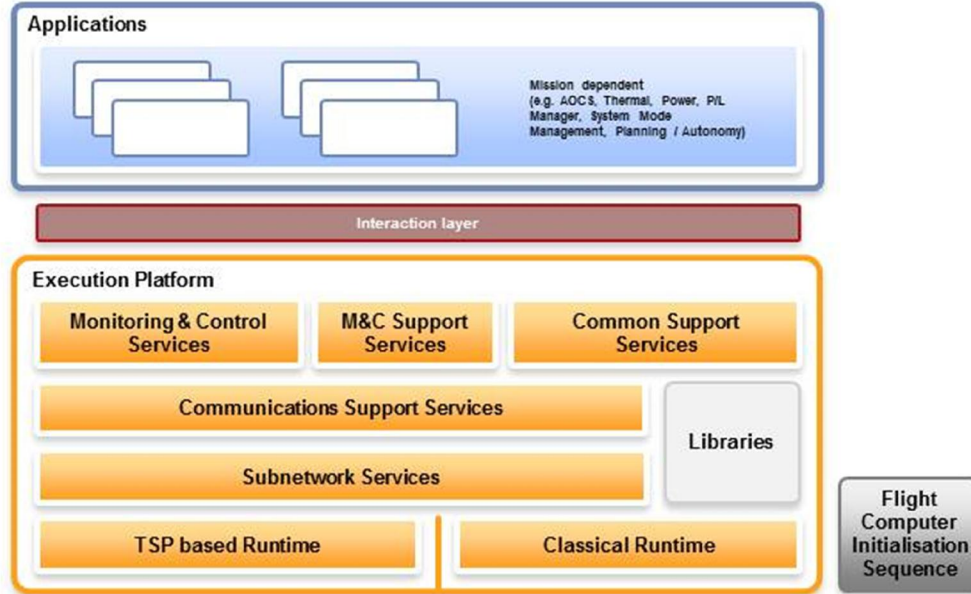 Applications
Mission dependent
(e.g. AOCS, Thermal, Power, P/L
Manager, System Mode
Management, Planning / Autonomy)
Interaction layer
Execution Platform
Monitoring & Control
Services
M&C Support
Services
Common Support
Services
Communications Support Services
Libraries
Subnetwork Services
TSP based Runtime
Classical Runtime
Flight
Computer
Initialisation
Sequence